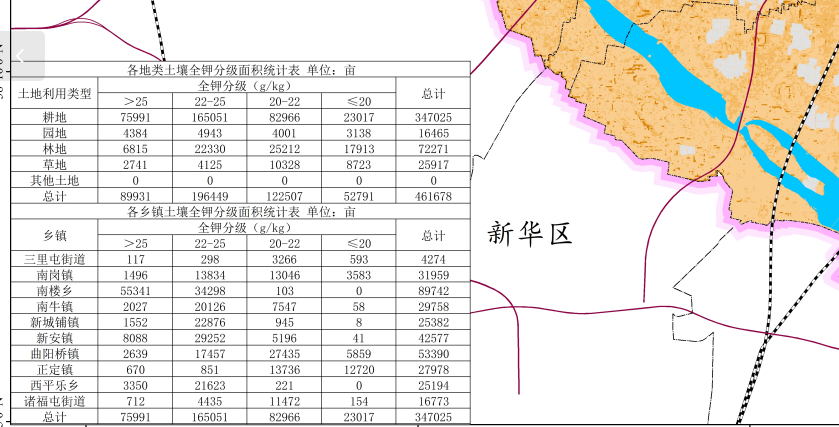 各地类土壤全钾分级面积统计表 单位：亩
土地利用类型 全钾分级（g/kg） 总计
＞25 22-25 20-22 ≤20
耕地 75991 165051 82966 23017 347025
园地 4384 4943 4001 3138 16465
林地 6815 22330 25212 17913 72271
草地 2741 4125 10328 8723 25917
其他土地 0 0 0 0 0
总计 89931 196449 122507 52791 461678
各乡镇土壤全钾分级面积统计表 单位：亩
乡镇 全钾分级（g/kg） 总计
＞25 22-25 20-22 ≤20
三里屯街道 117 298 3266 593 4274
南岗镇 1496 13834 13046 3583 31959
南楼乡 55341 34298 103 0 89742
南牛镇 2027 20126 7547 58 29758
新城铺镇 1552 22876 945 8 25382
新安镇 8088 29252 5196 41 42577
曲阳桥镇 2639 17457 27435 5859 53390
正定镇 670 851 13736 12720 27978
西平乐乡 3350 21623 221 0 25194
诸福屯街道 712 4435 11472 154 16773
总计 75991 165051 82966 23017 347025
新华区